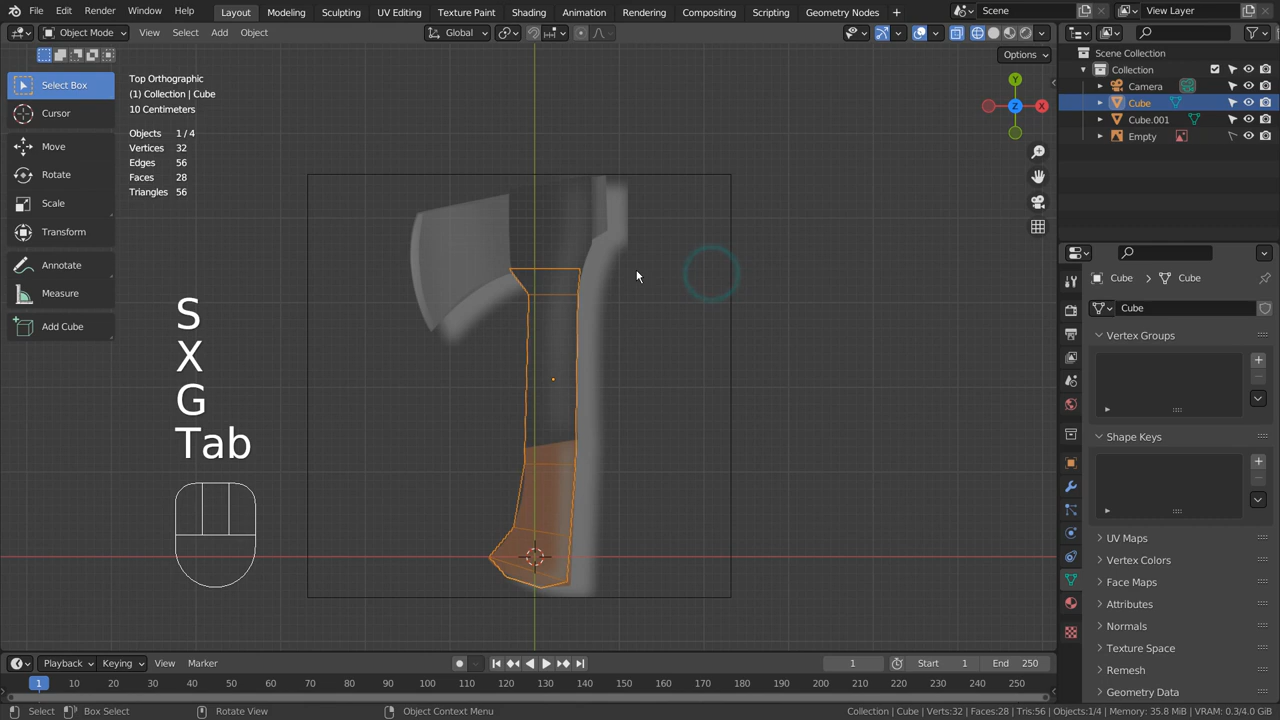 File Edit Render Window Help Layout Modeling Sculpting UV Editing Texture Paint Shading Animation Rendering Compositing Scripting Geometry Nodes + Scene View Layer
Object Mode View Select Add Object Global
Options
Select Box
Cursor
Move
Rotate
Scale
Transform
Annotate
Measure
Add Cube
Top Orthographic
(1) Collection | Cube
10 Centimeters
Objects 1/4
Vertices 32
Edges 56
Faces 28
Triangles 56
Y
X
Z
S
X
G
Tab
Scene Collection
Collection
Camera
Cube
Cube.001
Empty
Cube Cube
Cube
Vertex Groups
Shape Keys
UV Maps
Vertex Colors
Face Maps
Attributes
Normals
Texture Space
Remesh
Geometry Data
Playback Keying View Marker 1 Start 1 End 250
1 10 20 30 40 50 60 70 80 90 100 110 120 130 140 150 160 170 180 190 200 210 220 230 240 250
Select Box Select Rotate View Object Context Menu Collection | Cube | Verts:32 | Faces:28 | Tris:56 | Objects:1/4 | Memory: 35.8 MiB | VRAM: 0.3/4.0 GiB